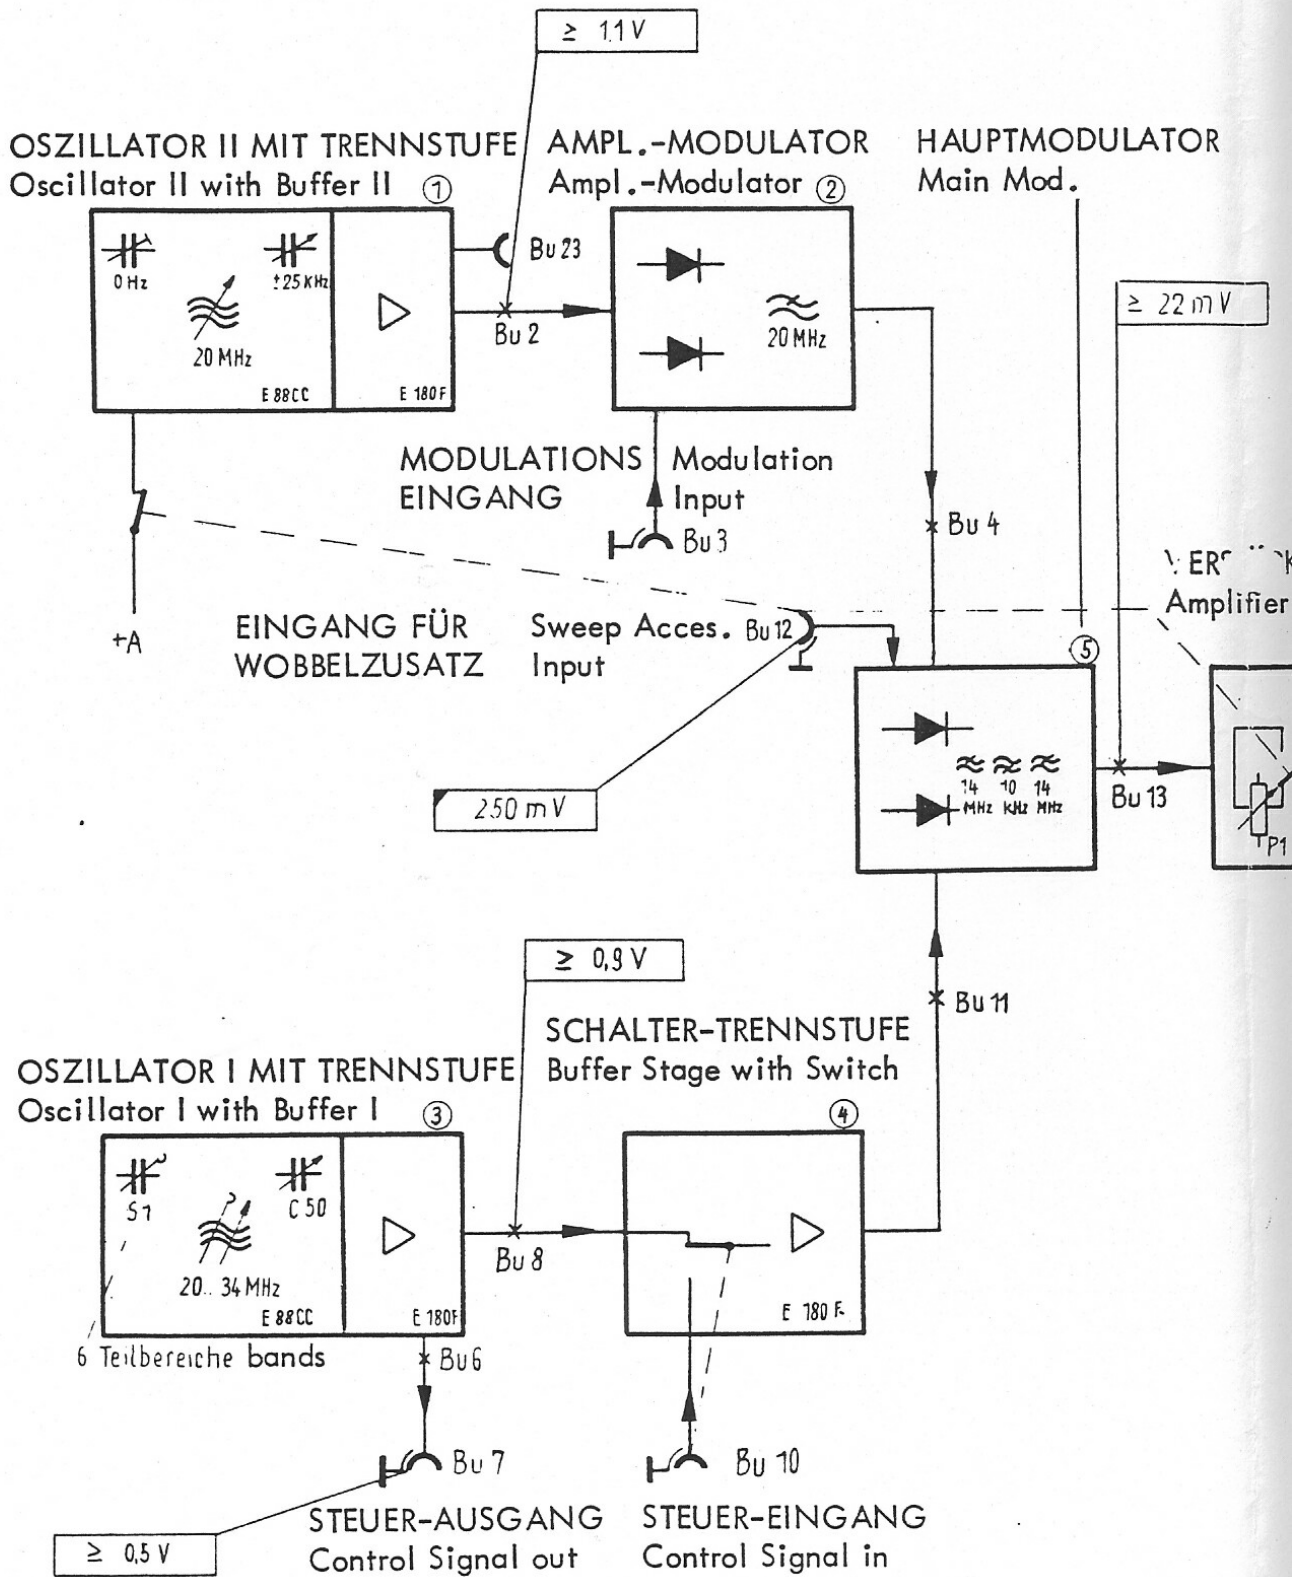 ≥ 1.1 V
OSZILLATOR II MIT TRENNSTUFE
Oscillator II with Buffer II
1
AMPL.-MODULATOR
Ampl.-Modulator
2
HAUPTMODULATOR
Main Mod.
0 Hz
±25 KHz
20 MHz
E 88CC
E 180F
Bu 23
Bu 2
20 MHz
≥ 22 mV
MODULATIONS
EINGANG
Modulation
Input
Bu 3
Bu 4
+A
EINGANG FÜR
WOBBELZUSATZ
Sweep Acces.
Input
Bu 12
Amplifier
5
250 mV
14
MHz
10
KHz
14
MHz
Bu 13
P1
≥ 0,9 V
Bu 11
OSZILLATOR I MIT TRENNSTUFE
Oscillator I with Buffer I
3
SCHALTER-TRENNSTUFE
Buffer Stage with Switch
4
S1
C 50
20.. 34 MHz
E 88CC
E 180F
Bu 8
E 180 F
6 Teilbereiche bands
Bu 6
Bu 7
Bu 10
STEUER-AUSGANG
Control Signal out
STEUER-EINGANG
Control Signal in
≥ 0,5 V